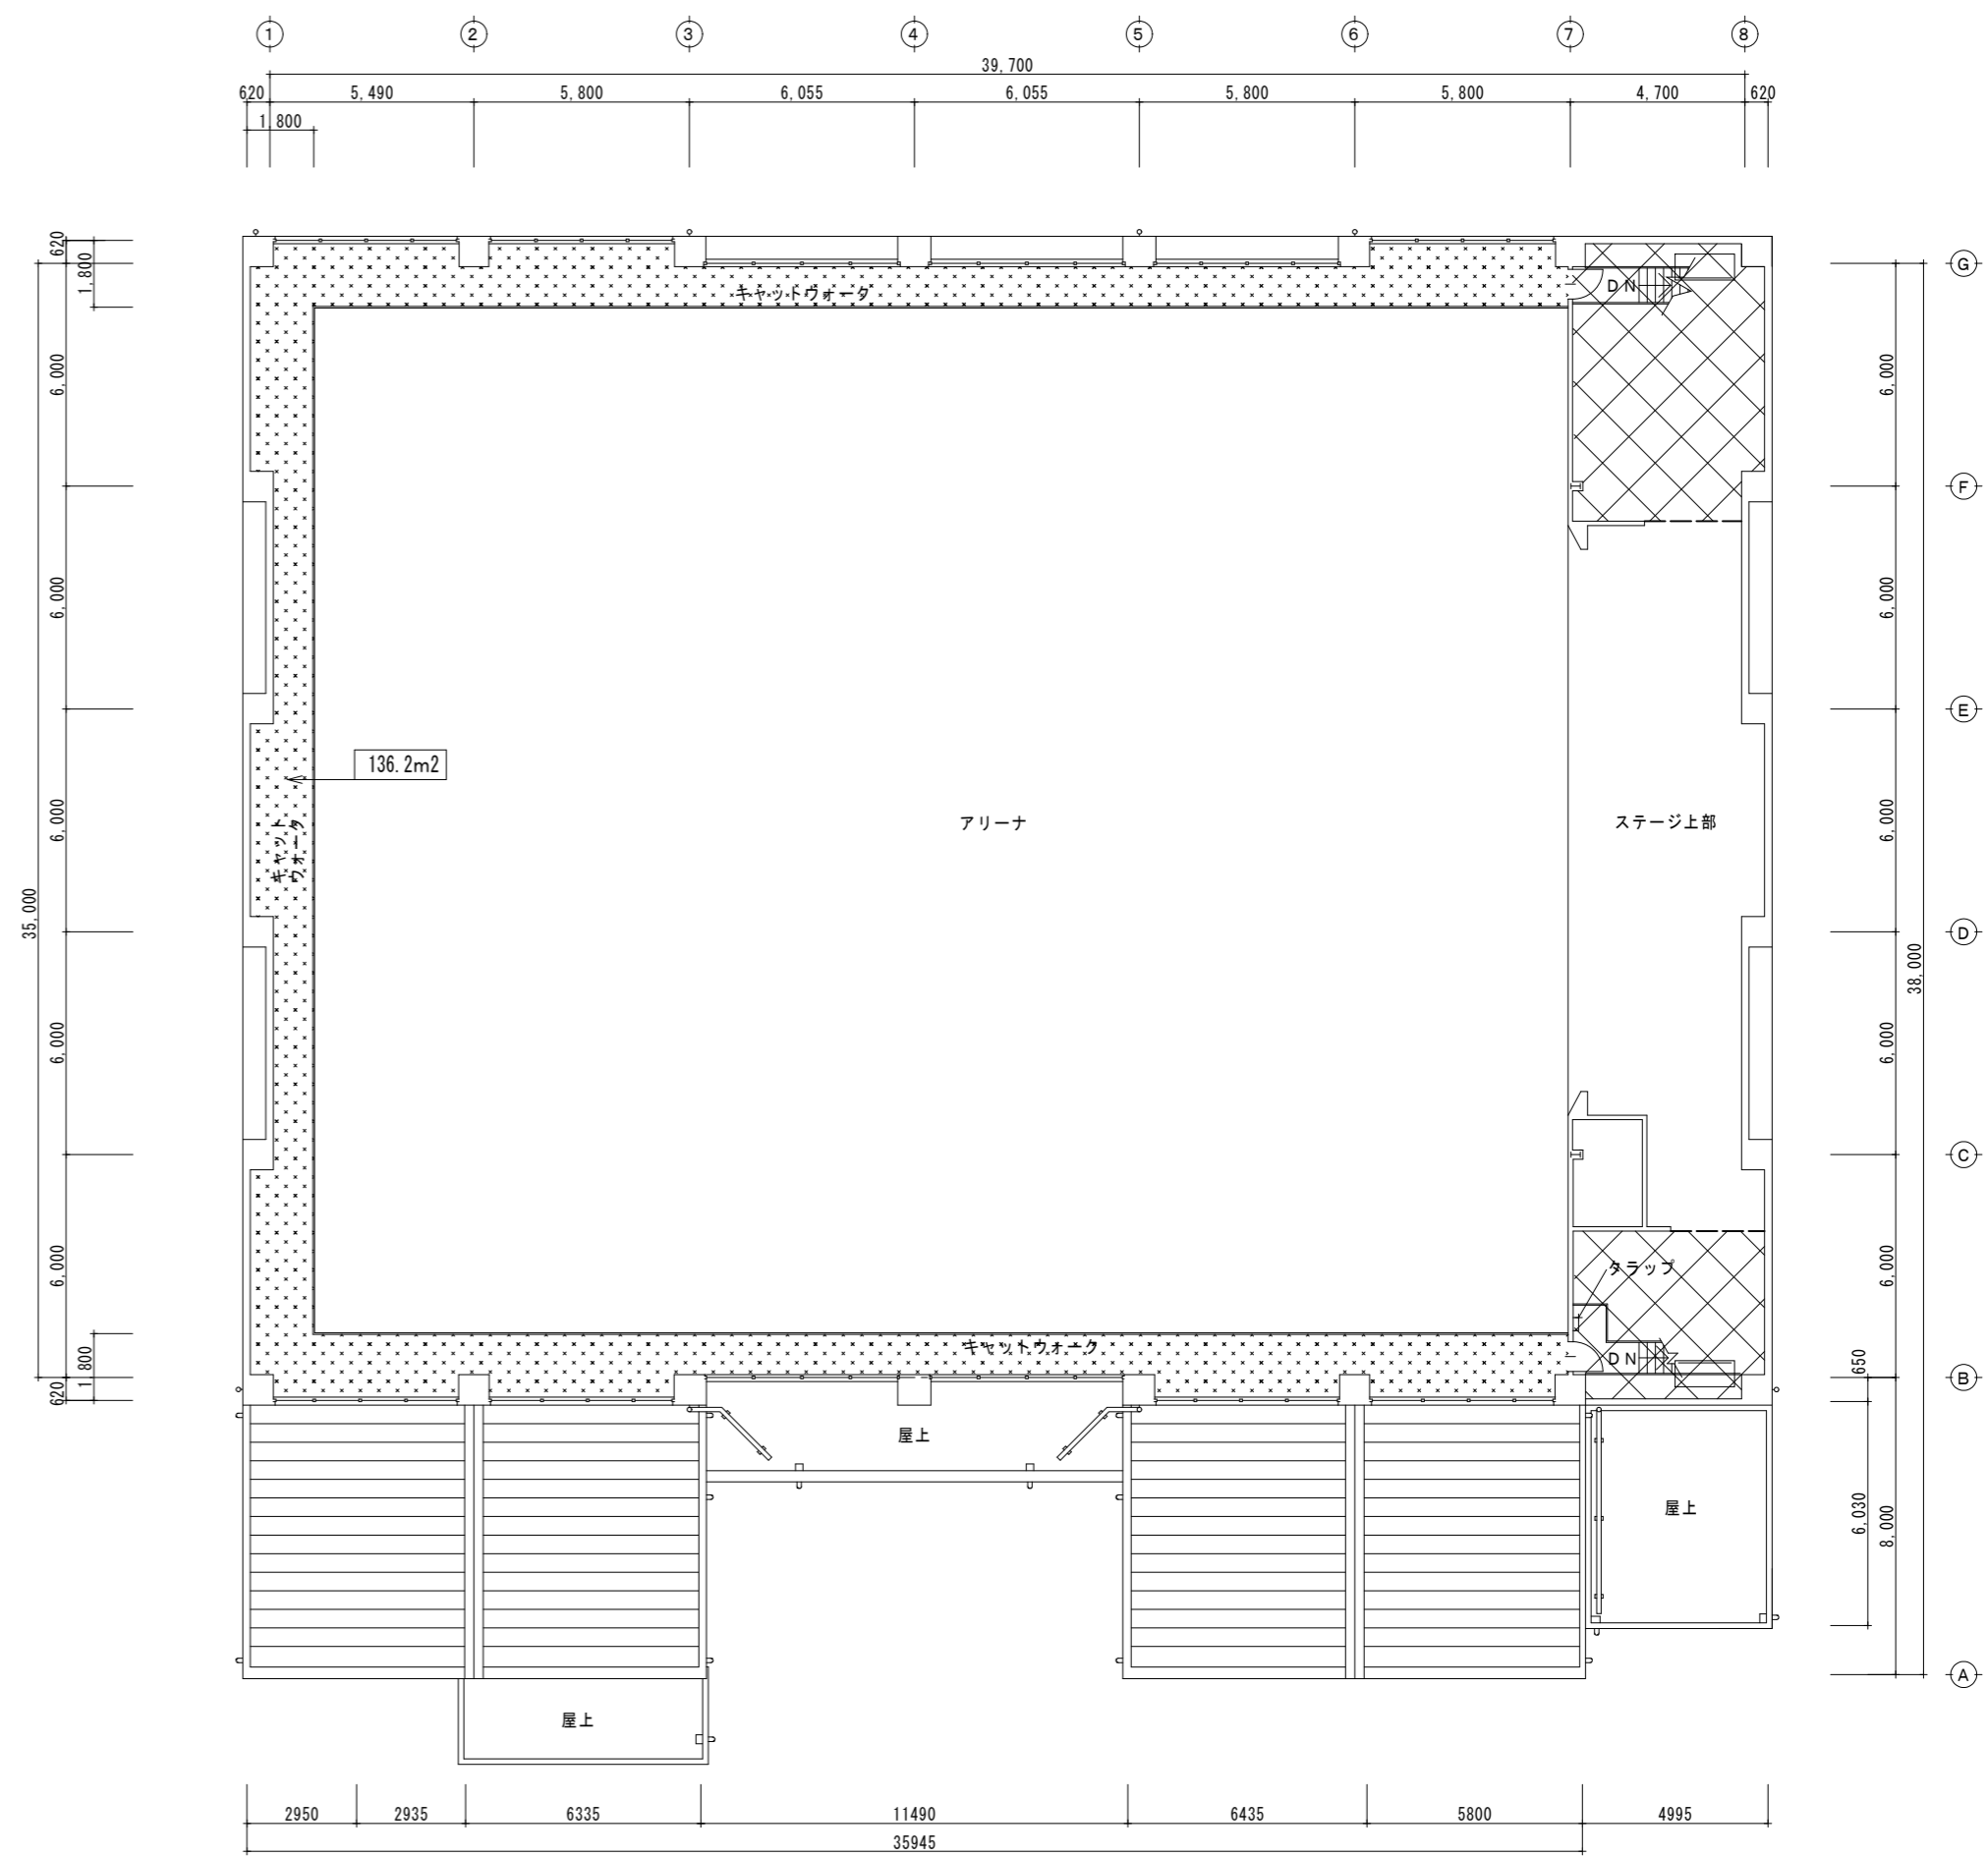 1 2 3 4 5 6 7 8
39,700
620 5,490 5,800 6,055 6,055 5,800 5,800 4,700 620
1,800
620
1,800
6,000
6,000
6,000
6,000
6,000
1,800
620
35,000
キャットウォータ
キャット
ウォータ
136.2m2
アリーナ
ステージ上部
キャットウォーク
DN
タラップ
DN
屋上
屋上
屋上
6,000
6,000
6,000
6,000
6,000
650
6,030
8,000
38,000
G
F
E
D
C
B
A
2950 2935 6335 11490 6435 5800 4995
35945